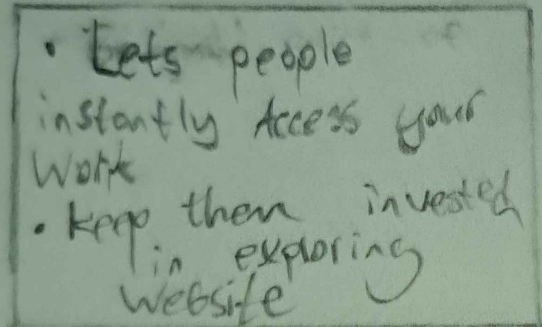 • Lets people
instantly Access your
Work
• keep them invested
in exploring
website